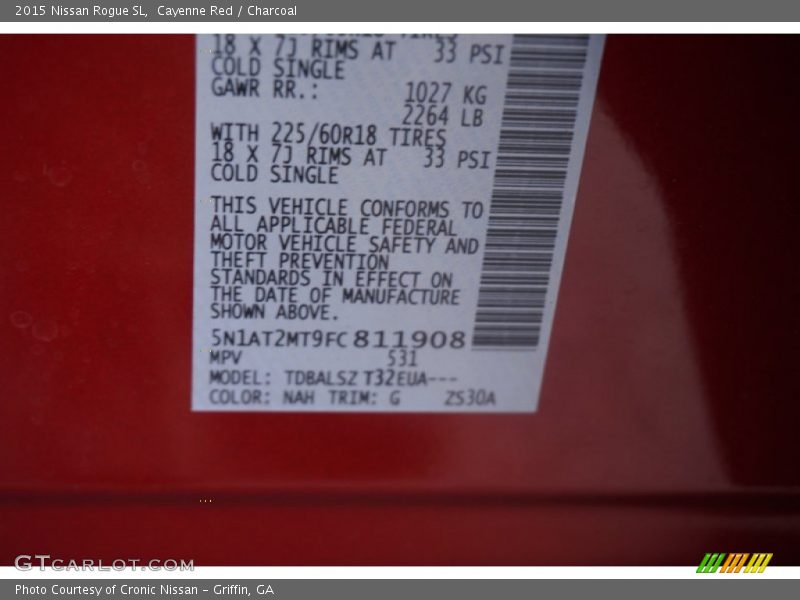 2015 Nissan Rogue SL, Cayenne Red / Charcoal
18 X 7J RIMS AT 33 PSI
COLD SINGLE
GAWR RR.: 1027 KG
2264 LB
WITH 225/60R18 TIRES
18 X 7J RIMS AT 33 PSI
COLD SINGLE
THIS VEHICLE CONFORMS TO
ALL APPLICABLE FEDERAL
MOTOR VEHICLE SAFETY AND
THEFT PREVENTION
STANDARDS IN EFFECT ON
THE DATE OF MANUFACTURE
SHOWN ABOVE.
5N1AT2MT9FC811908
MPV 531
MODEL: TDBALSZ T32EUA---
COLOR: NAH TRIM: G ZS30A
GTCARLOT.COM
Photo Courtesy of Cronic Nissan - Griffin, GA